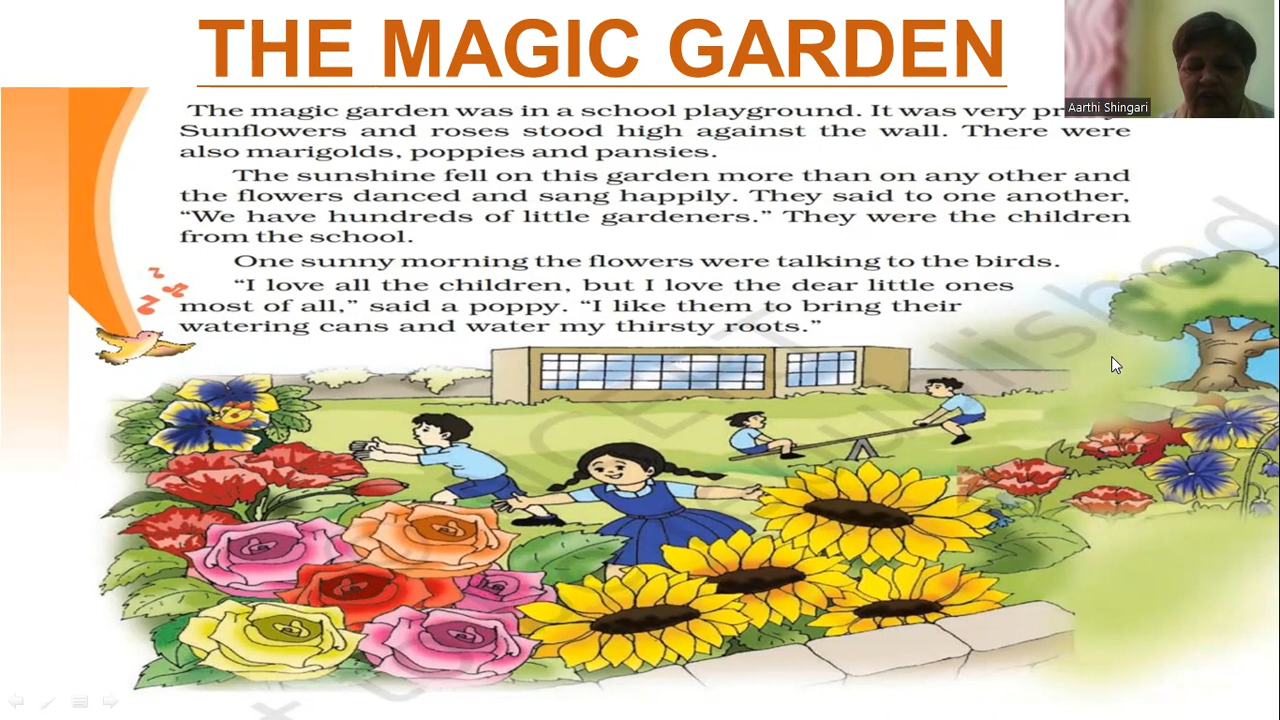 THE MAGIC GARDEN
Aarthi Shingari
The magic garden was in a school playground. It was very
Sunflowers and roses stood high against the wall. There were
also marigolds, poppies and pansies.
The sunshine fell on this garden more than on any other and
the flowers danced and sang happily. They said to one another,
“We have hundreds of little gardeners.” They were the children
from the school.
One sunny morning the flowers were talking to the birds.
“I love all the children, but I love the dear little ones
most of all,” said a poppy. “I like them to bring their
watering cans and water my thirsty roots.”